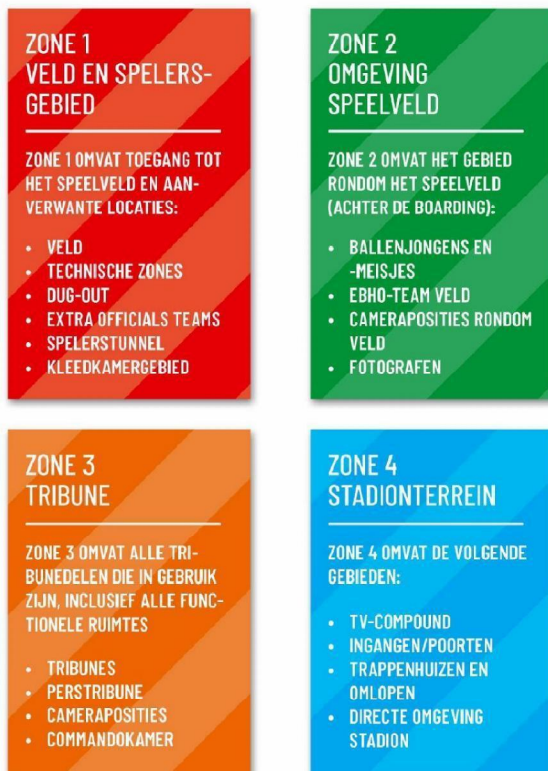 ZONE 1
VELD EN SPELERS-
GEBIED
ZONE 1 OMVAT TOEGANG TOT
HET SPEELVELD EN AAN-
VERWANTE LOCATIES:
• VELD
• TECHNISCHE ZONES
• DUG-OUT
• EXTRA OFFICIALS TEAMS
• SPELERSTUNNEL
• KLEEDKAMERGEBIED
ZONE 2
OMGEVING
SPEELVELD
ZONE 2 OMVAT HET GEBIED
RONDOM HET SPEELVELD
(ACHTER DE BOARDING):
• BALLENJONGENS EN
-MEISJES
• EBHO-TEAM VELD
• CAMERAPOSITIES RONDOM
VELD
• FOTOGRAFEN
ZONE 3
TRIBUNE
ZONE 3 OMVAT ALLE TRI-
BUNEDELEN DIE IN GEBRUIK
ZIJN, INCLUSIEF ALLE FUNC-
TIONELE RUIMTES
• TRIBUNES
• PERSTRIBUNE
• CAMERAPOSITIES
• COMMANDOKAMER
ZONE 4
STADIONTERREIN
ZONE 4 OMVAT DE VOLGENDE
GEBIEDEN:
• TV-COMPOUND
• INGANGEN/POORTEN
• TRAPPENHUIZEN EN
OMLOPEN
• DIRECTE OMGEVING
STADION